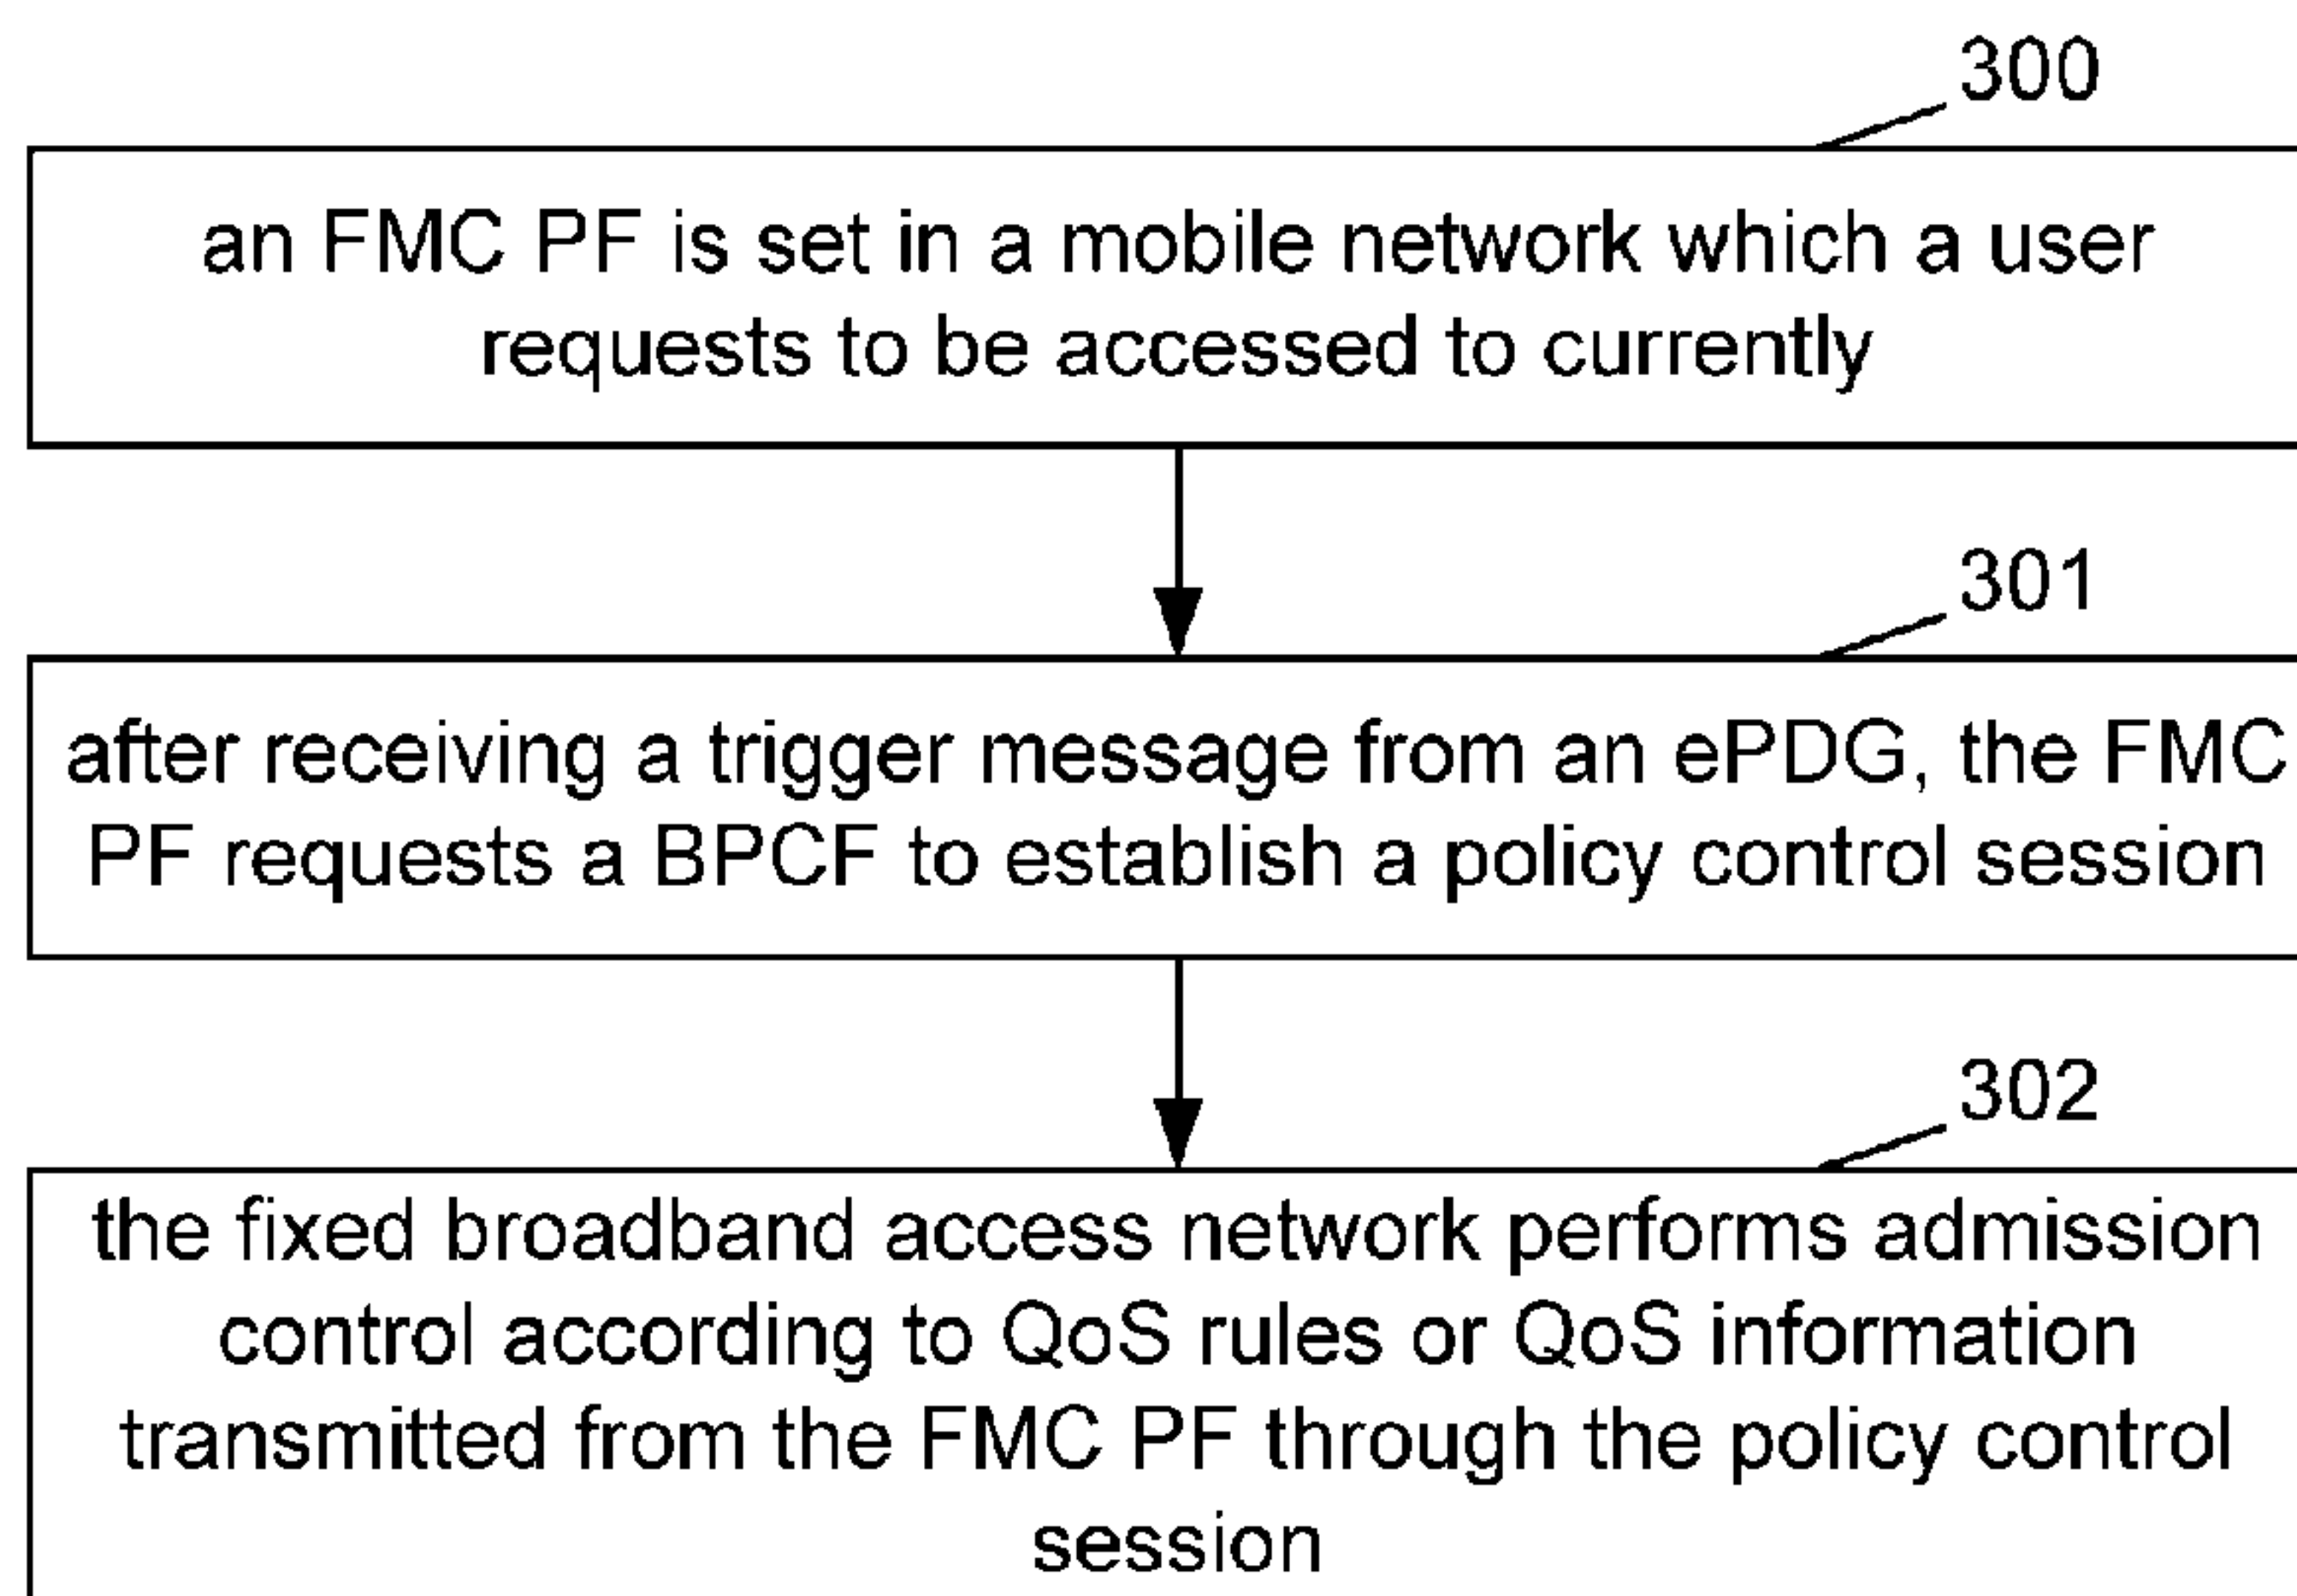 300
an FMC PF is set in a mobile network which a user
requests to be accessed to currently
301
after receiving a trigger message from an ePDG, the FMC
PF requests a BPCF to establish a policy control session
302
the fixed broadband access network performs admission
control according to QoS rules or QoS information
transmitted from the FMC PF through the policy control
session